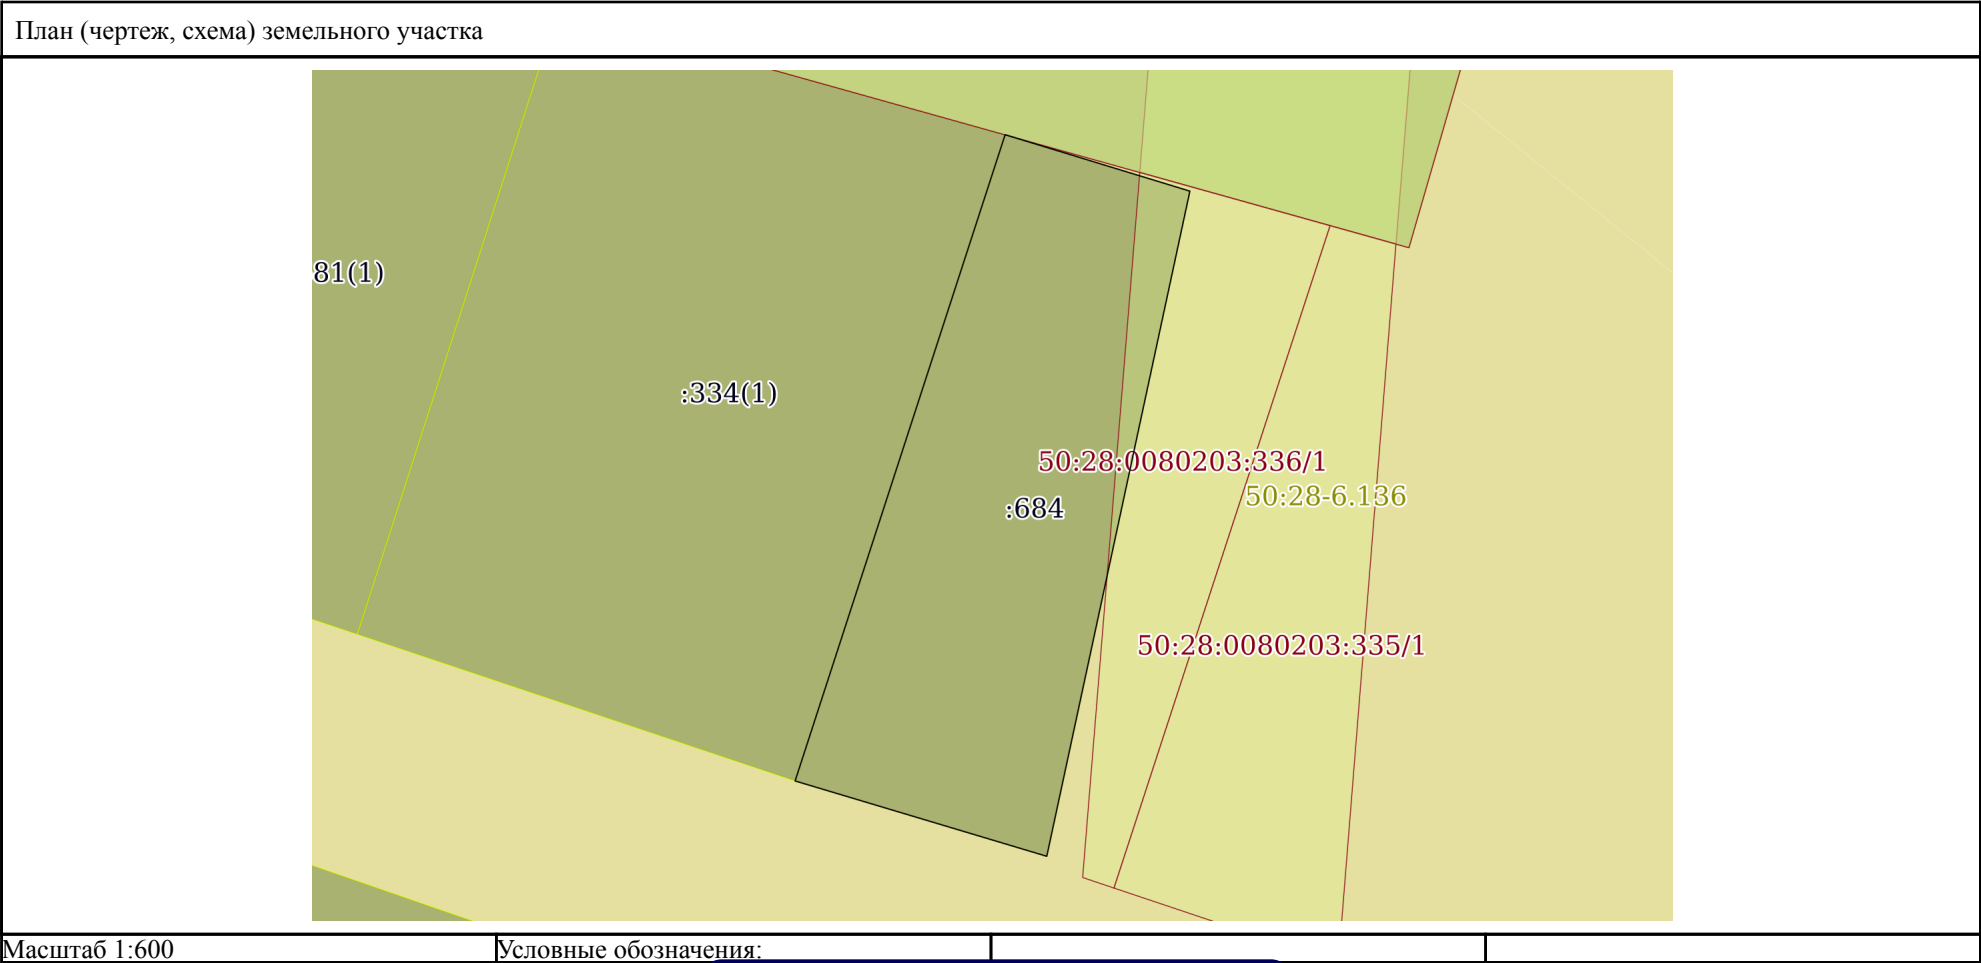 План (чертеж, схема) земельного участка
81(1)
:334(1)
50:28:0080203:336/1
50:28-6.136
:684
50:28:0080203:335/1
Масштаб 1:600
Условные обозначения: